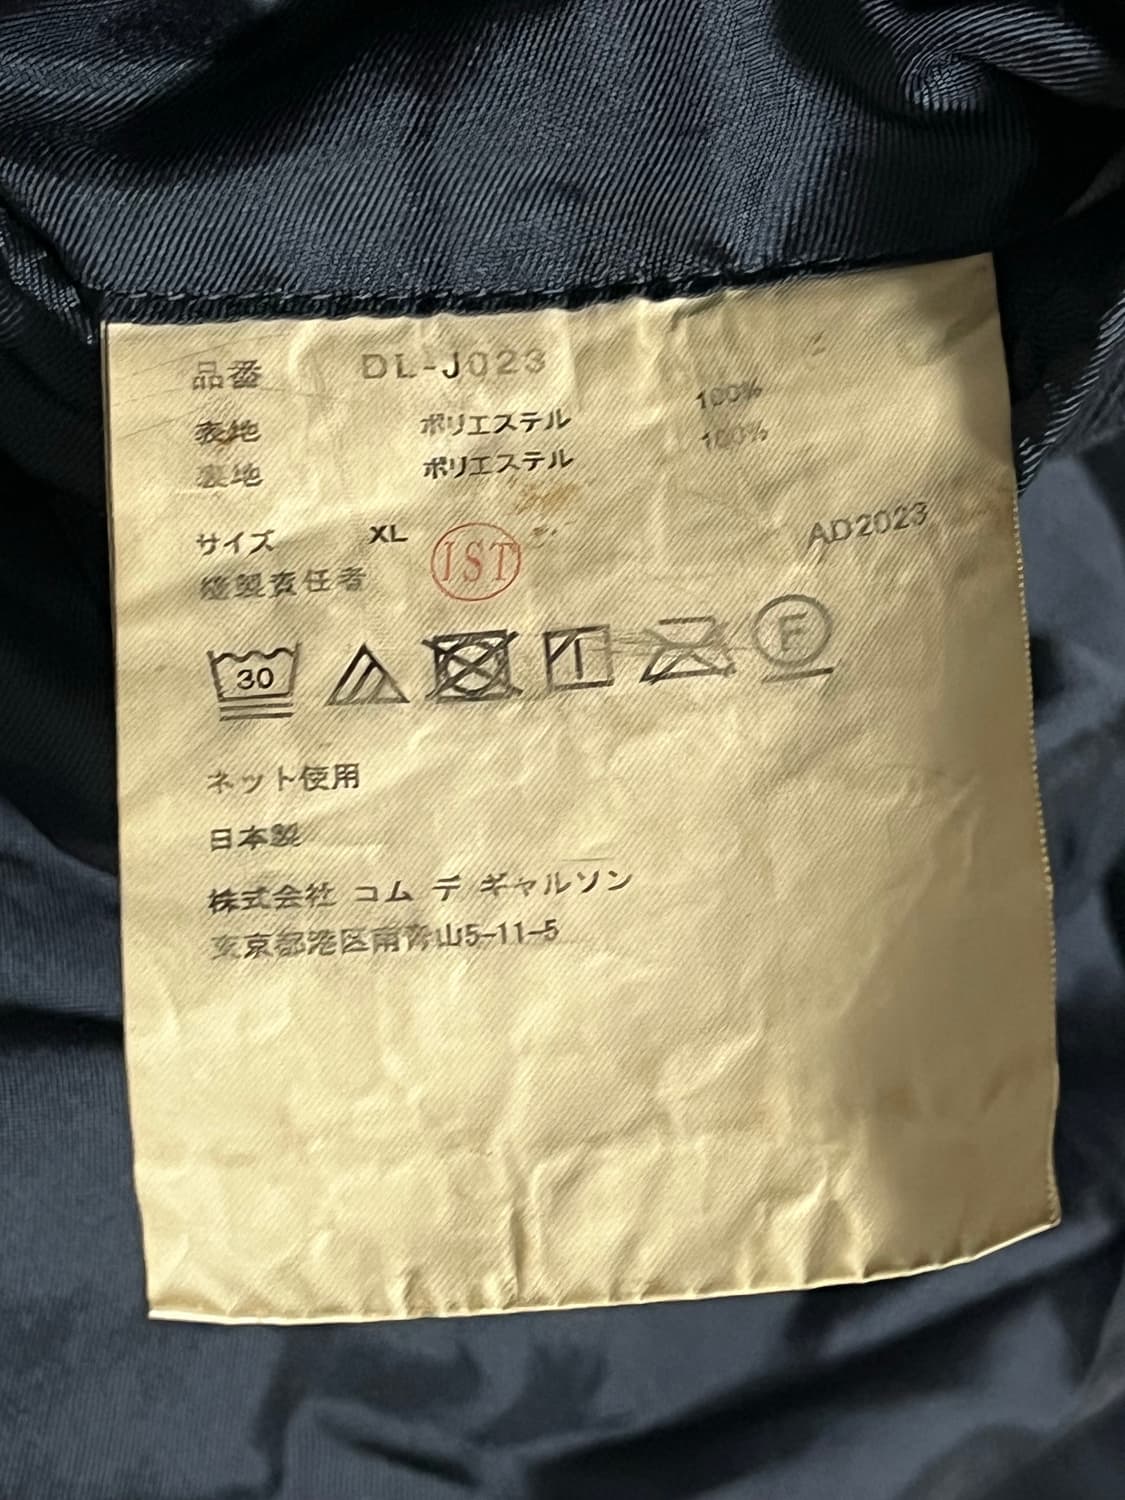 品番 DL-J023
表地 ポリエステル 100%
裏地 ポリエステル 100%
サイズ XL AD2023
縫製責任者 IST
30 F
ネット使用
日本製
株式会社 コム デ ギャルソン
東京都港区南青山5-11-5